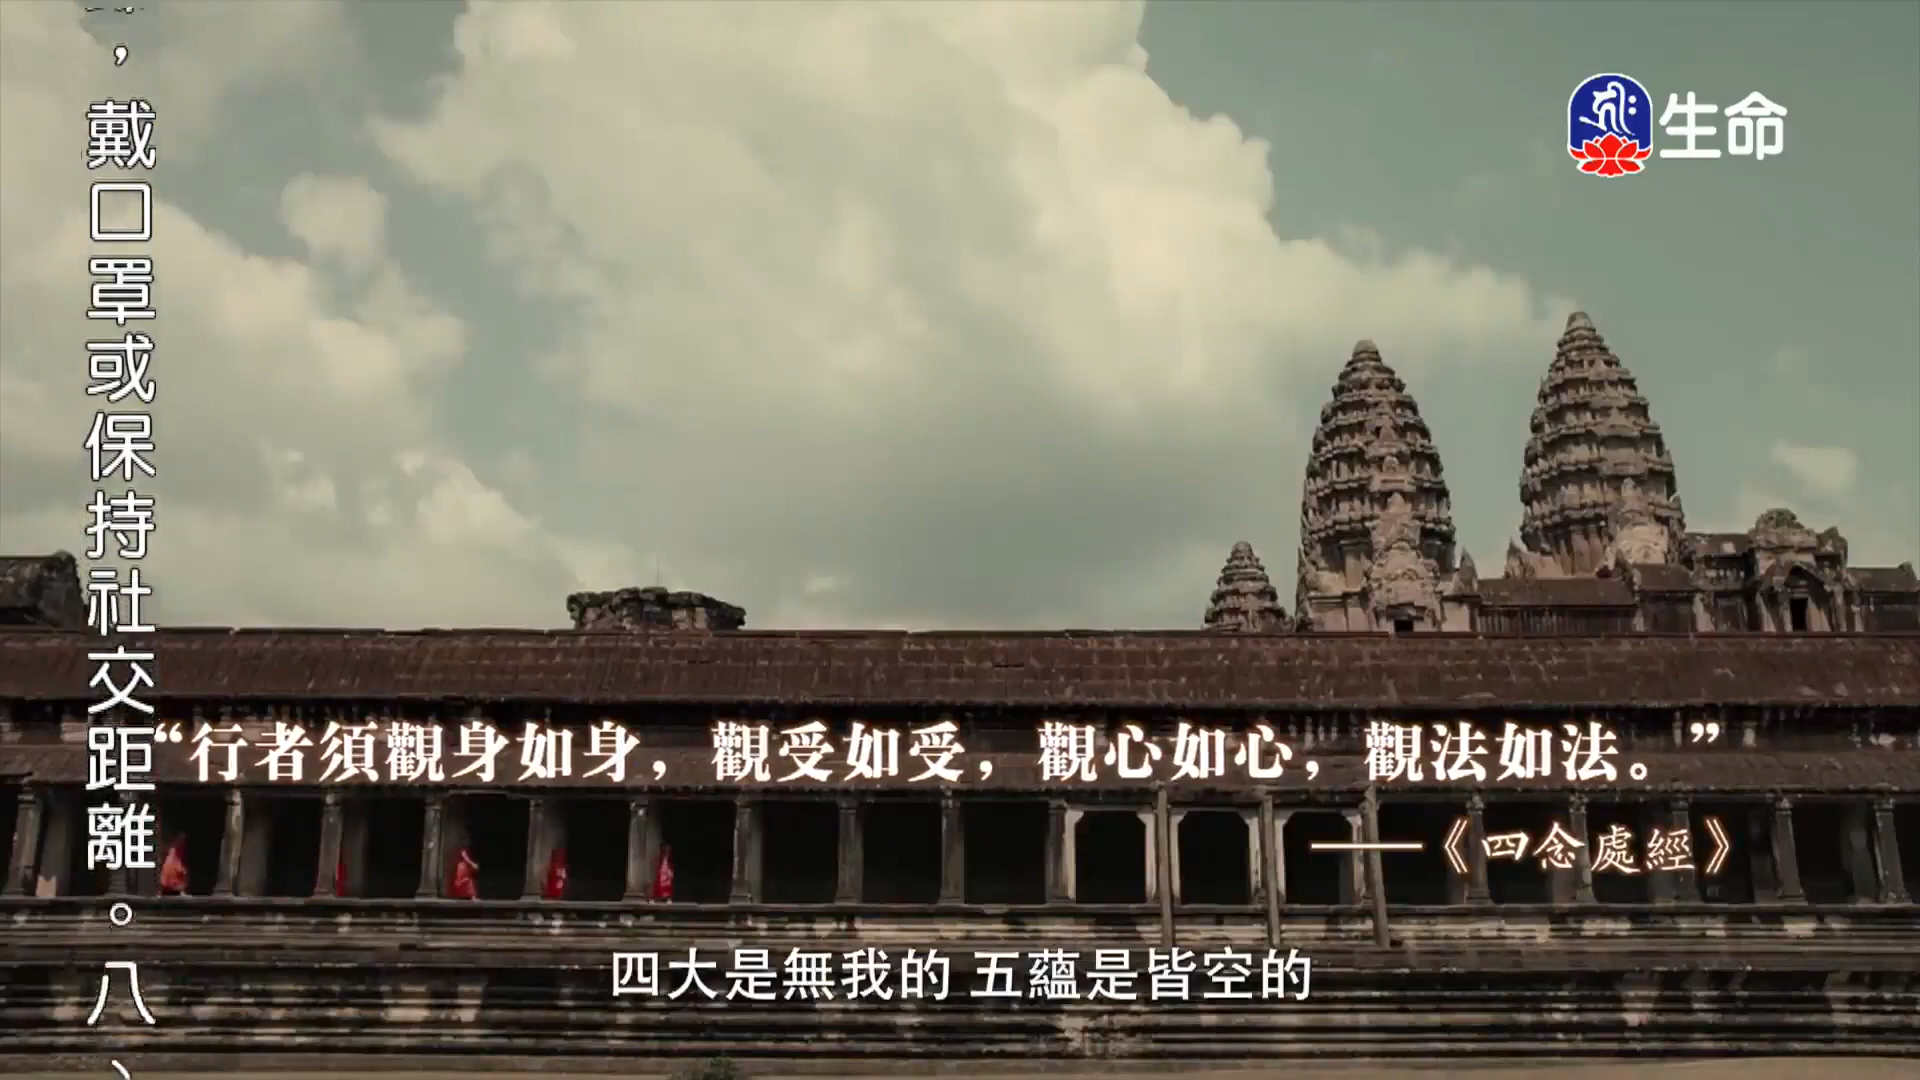 ，戴口罩或保持社交距離。八、
生命
“行者須觀身如身，觀受如受，觀心如心，觀法如法。”
——《四念處經》
四大是無我的 五蘊是皆空的